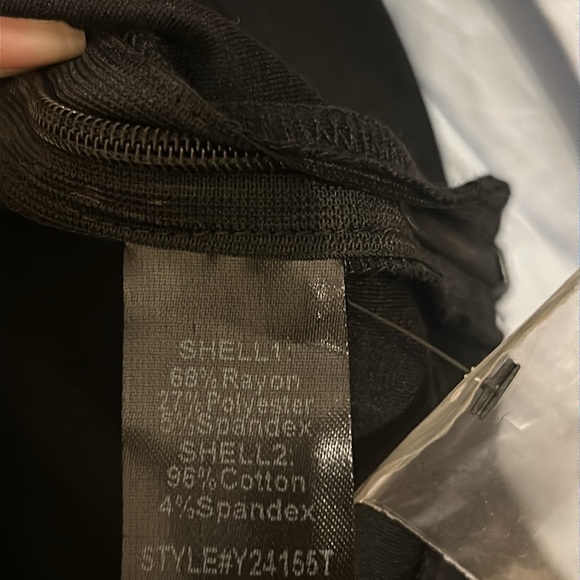 SHELL1:
68%Rayon
27%Polyester
5%Spandex
SHELL2:
96%Cotton
4%Spandex
STYLE#Y24155T